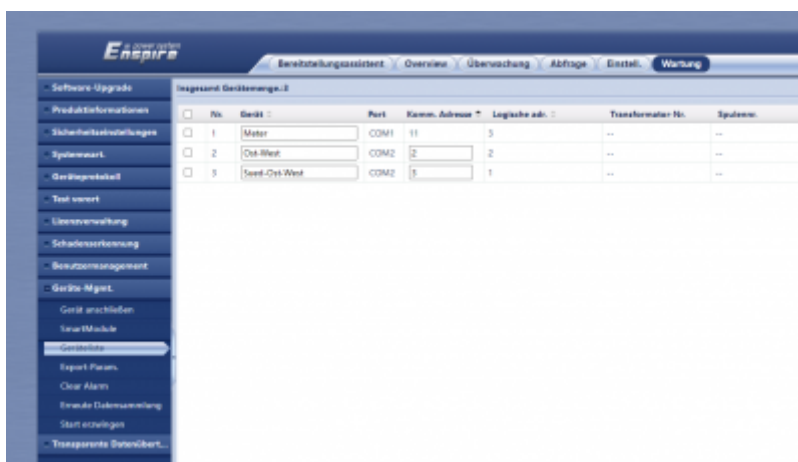 Enspire
Bereitstellungsassistent Overview Überwachung Abfrage Einstell. Wartung
Software-Upgrade
Insgesamt Gerätemenge.:3
Produktinformationen
Nr. Gerät Port Komm. Adresse Logische adr. Transformator-Nr. Spulennr.
1 Meter COM1 11 3 -- --
Sicherheitseinstellungen
2 Ost-West COM2 2 2 -- --
Systemwart.
3 Sued-Ost-West COM2 3 1 -- --
Geräteprotokoll
Test vorort
Lizenzverwaltung
Schadenserkennung
Benutzermanagement
Geräte-Mgmt.
Gerät anschließen
SmartModule
Geräteliste
Export-Param.
Clear Alarm
Erneute Datensammlung
Start erzwingen
Transparente Datenübert...